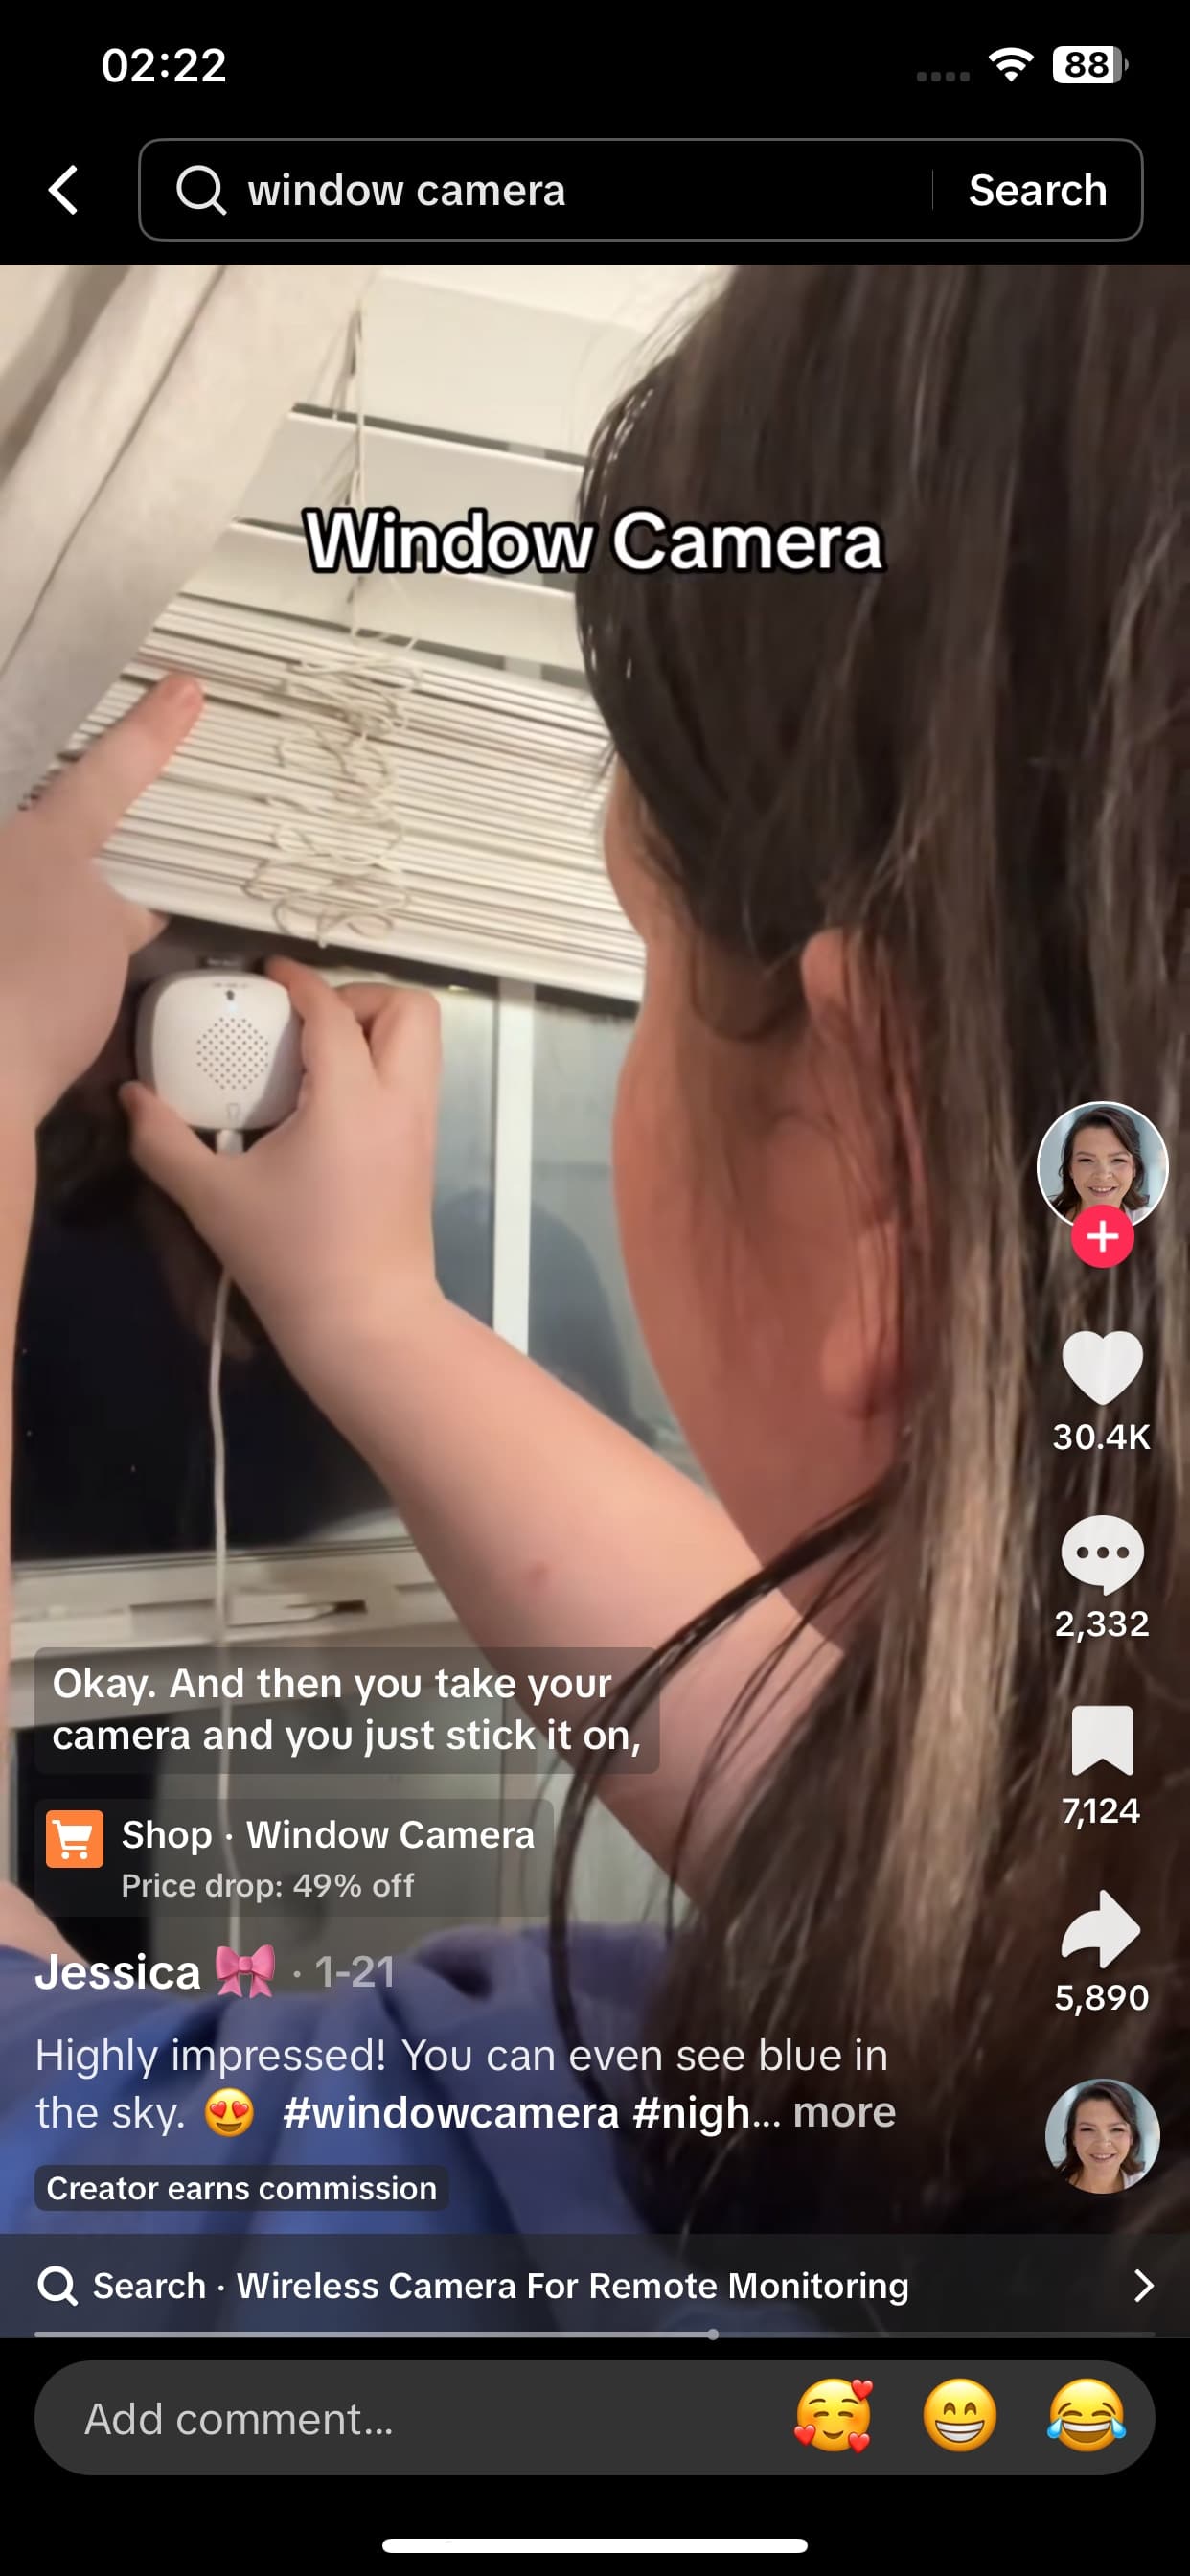 02:22
88
window camera
Search
Window Camera
30.4K
2,332
Okay. And then you take your
camera and you just stick it on,
7,124
Shop · Window Camera
Price drop: 49% off
5,890
Jessica 🎀 · 1-21
Highly impressed! You can even see blue in
the sky. 😍 #windowcamera #nigh... more
Creator earns commission
Search · Wireless Camera For Remote Monitoring
Add comment...